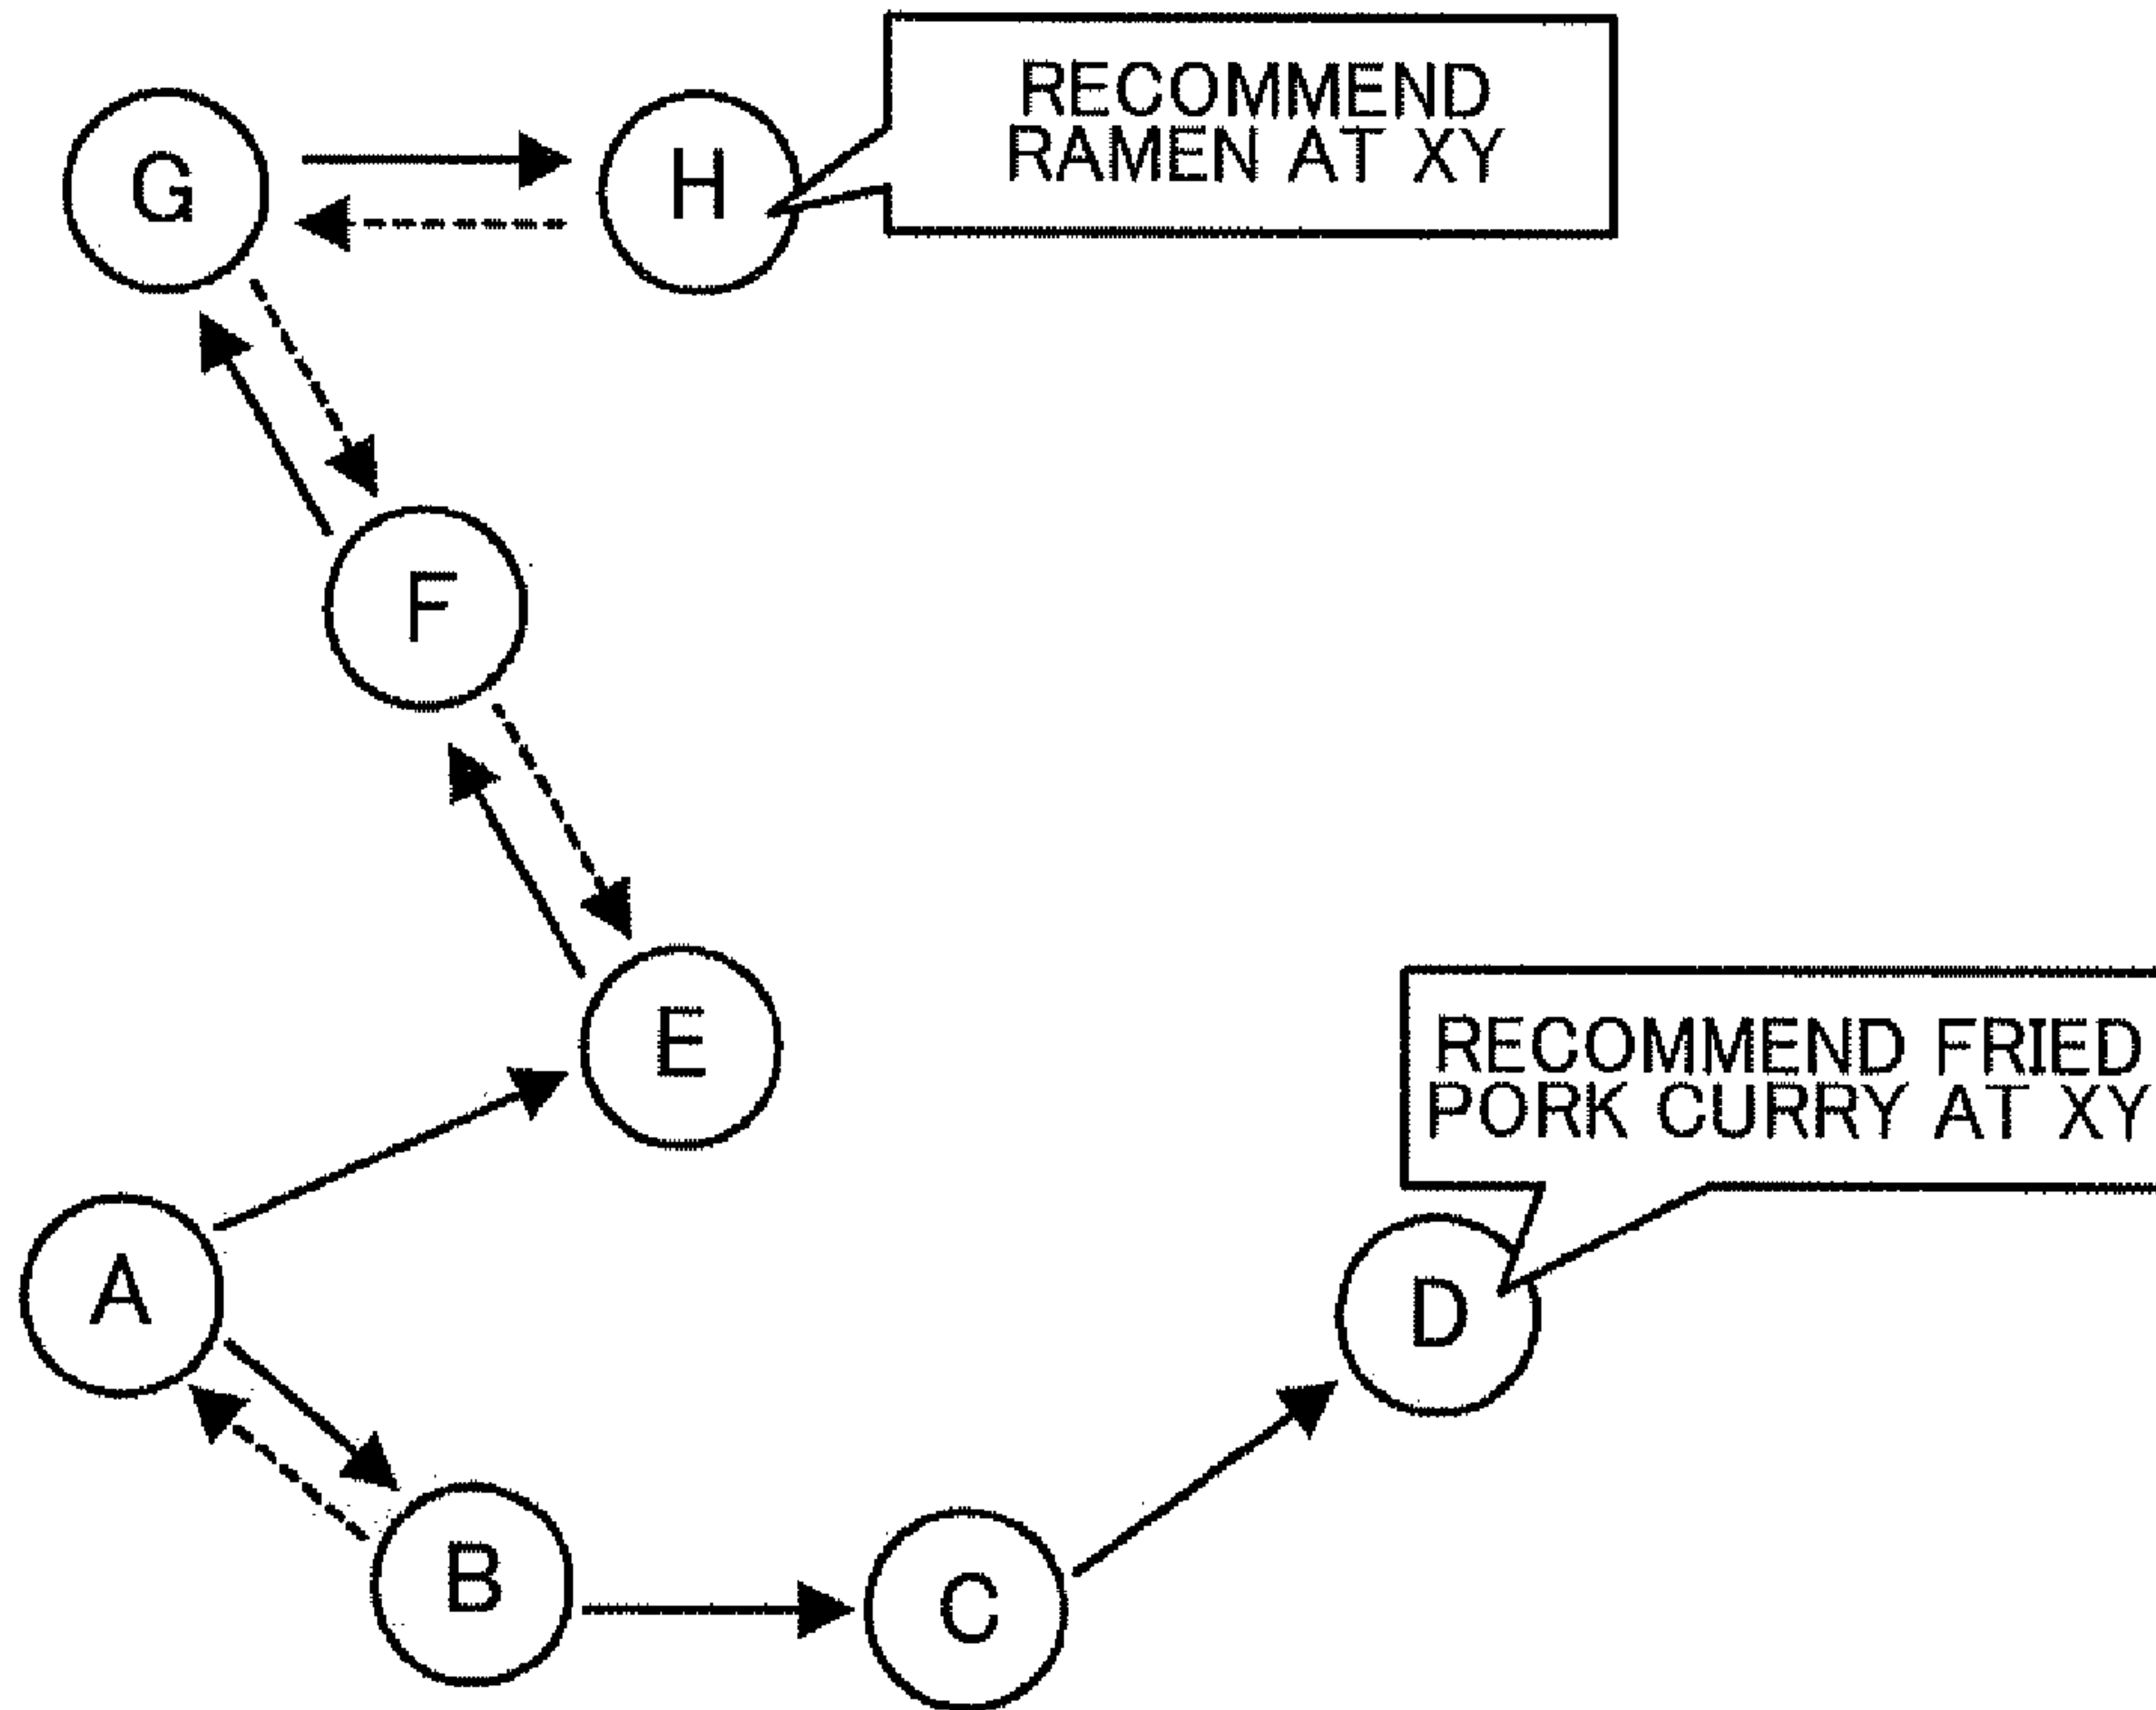 G
H
RECOMMEND
RAMEN AT XY
F
E
RECOMMEND FRIED
PORK CURRY AT XY
A
D
B
C